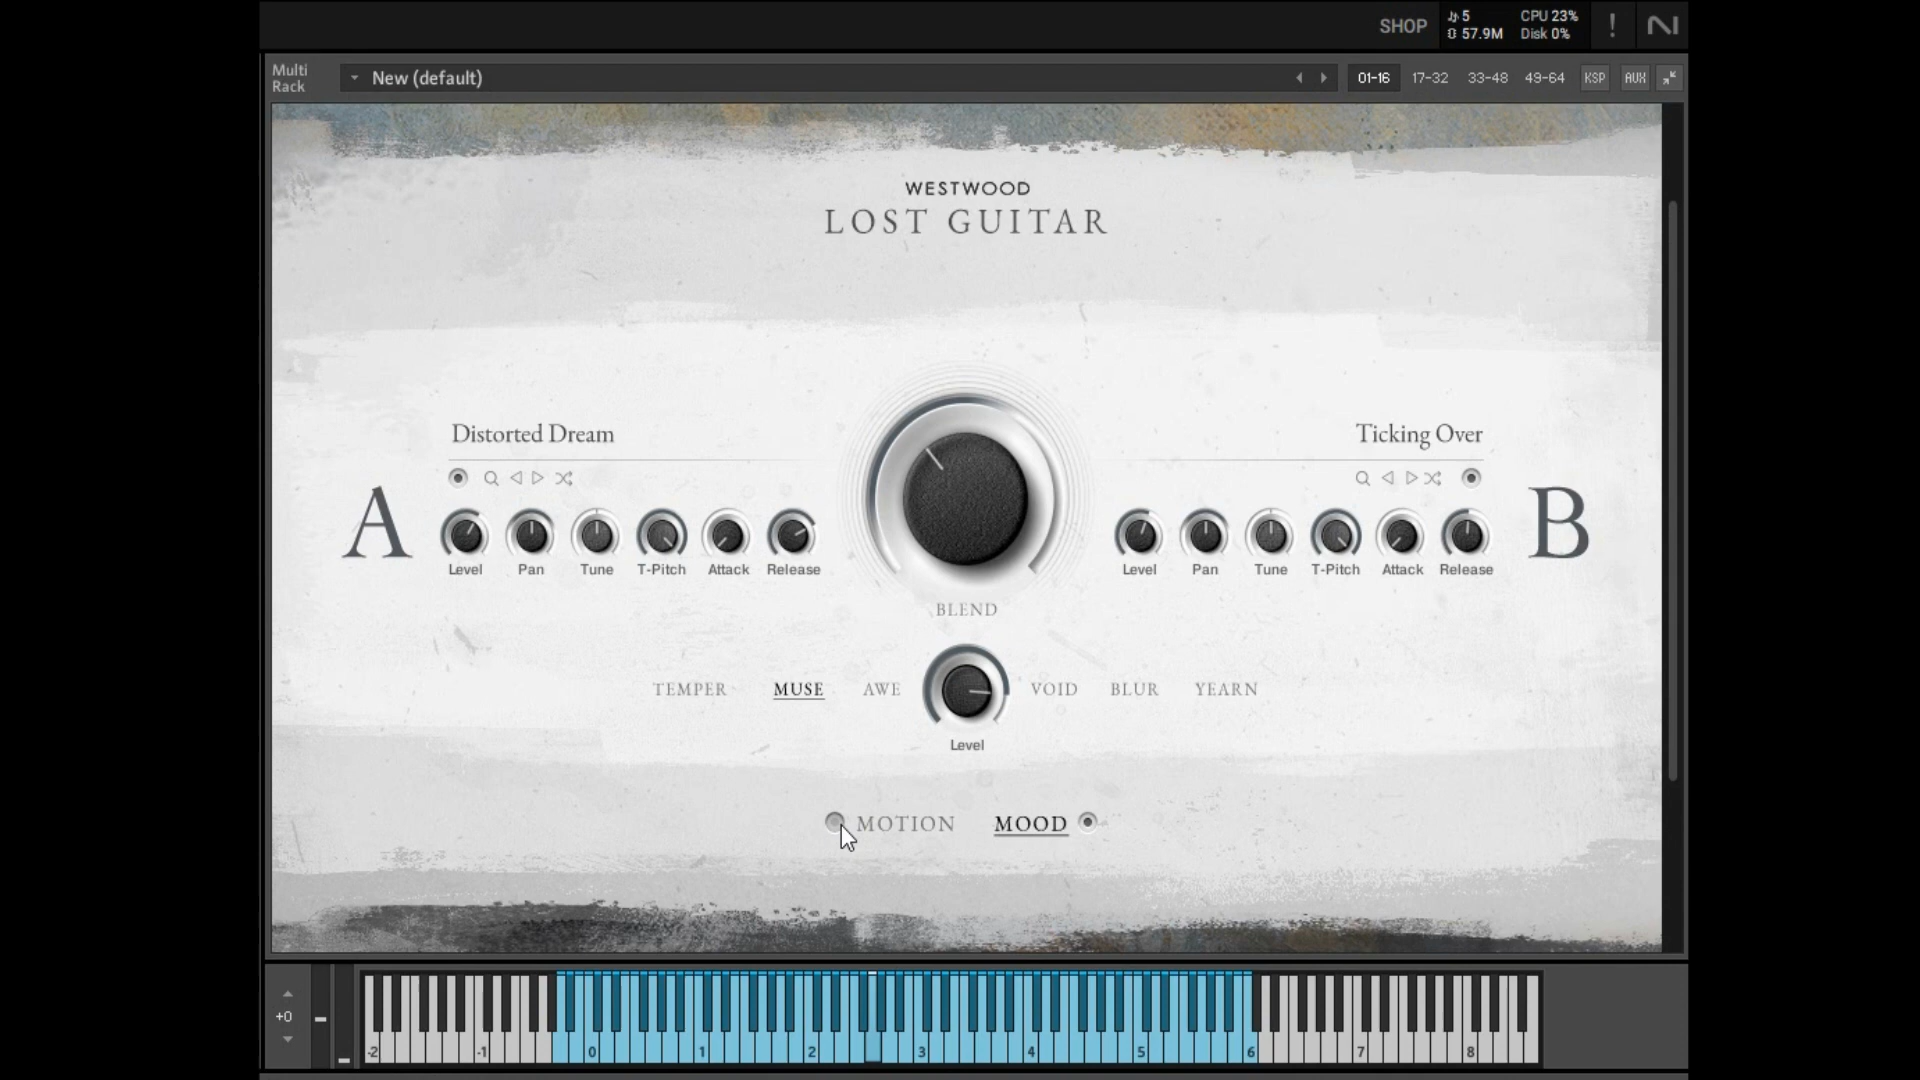 SHOP
5
57.9M
CPU 23%
Disk 0%
!
Multi
Rack
New (default)
01-16 17-32 33-48 49-64 KSP AUX
WESTWOOD
LOST GUITAR
Distorted Dream
Ticking Over
A
Level Pan Tune T-Pitch Attack Release
BLEND
Level Pan Tune T-Pitch Attack Release
B
TEMPER MUSE AWE VOID BLUR YEARN
Level
MOTION MOOD
+0
-2 -1 0 1 2 3 4 5 6 7 8